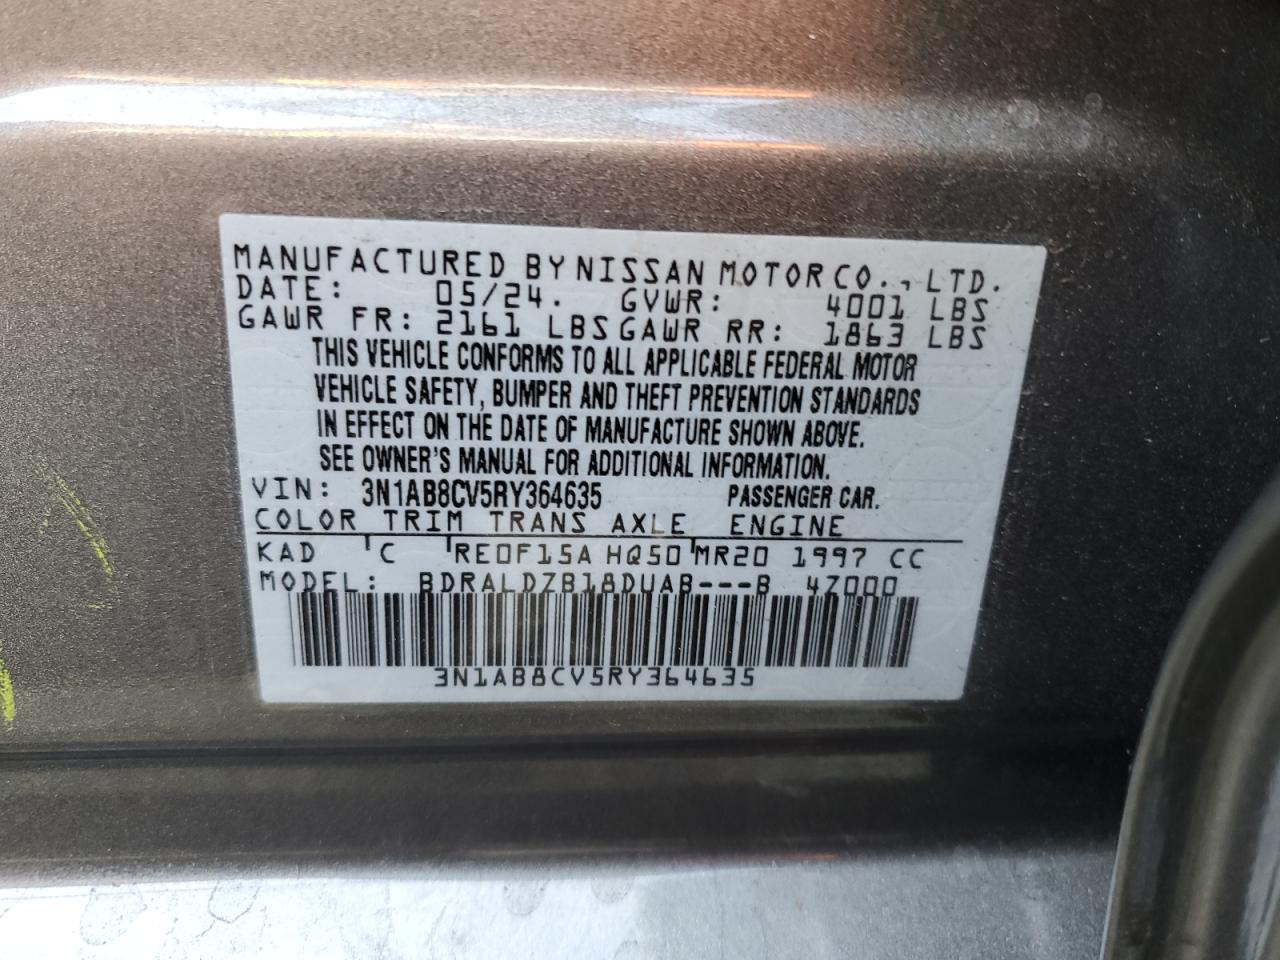 MANUFACTURED BY NISSAN MOTOR CO., LTD.
DATE: 05/24. GVWR: 4001 LBS
GAWR FR: 2161 LBS GAWR RR: 1863 LBS
THIS VEHICLE CONFORMS TO ALL APPLICABLE FEDERAL MOTOR
VEHICLE SAFETY, BUMPER AND THEFT PREVENTION STANDARDS
IN EFFECT ON THE DATE OF MANUFACTURE SHOWN ABOVE.
SEE OWNER'S MANUAL FOR ADDITIONAL INFORMATION.
VIN: 3N1AB8CV5RY364635 PASSENGER CAR.
COLOR TRIM TRANS AXLE ENGINE
KAD C RE0F15A HQ50 MR20 1997 CC
MODEL: BDRALDZB18DUAB---B 4Z000
3N1AB8CV5RY364635